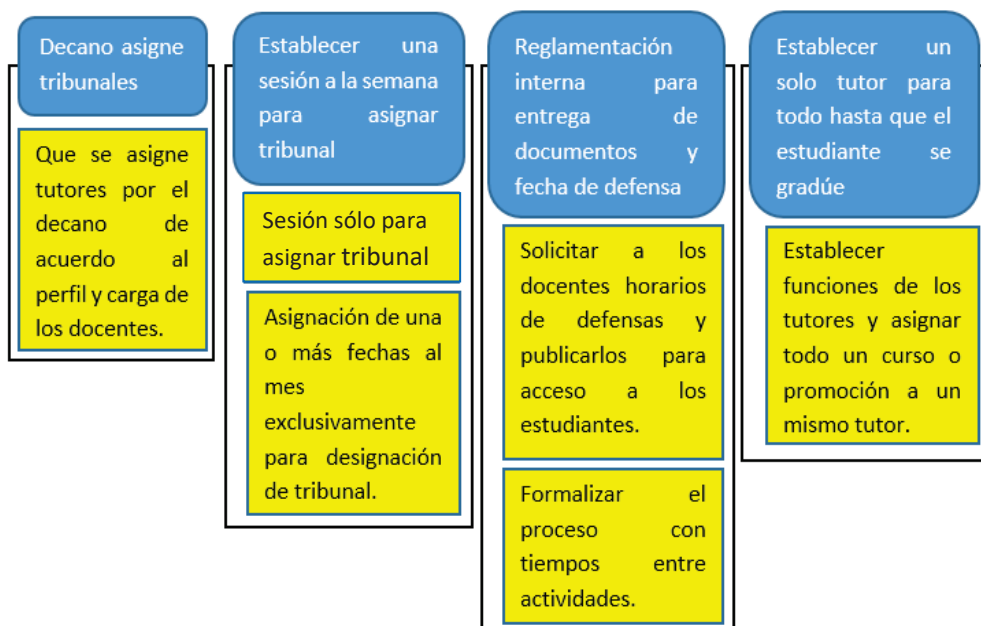 Decano asigne
tribunales
Que se asigne
tutores por el
decano de
acuerdo al
perfil y carga de
los docentes.
Establecer una
sesión a la semana
para asignar
tribunal
Sesión sólo para
asignar tribunal
Asignación de una
o más fechas al
mes
exclusivamente
para designación
de tribunal.
Reglamentación
interna para
entrega de
documentos y
fecha de defensa
Solicitar a los
docentes horarios
de defensas y
publicarlos para
acceso a los
estudiantes.
Formalizar el
proceso con
tiempos entre
actividades.
Establecer un
solo tutor para
todo hasta que el
estudiante se
gradúe
Establecer
funciones de los
tutores y asignar
todo un curso o
promoción a un
mismo tutor.